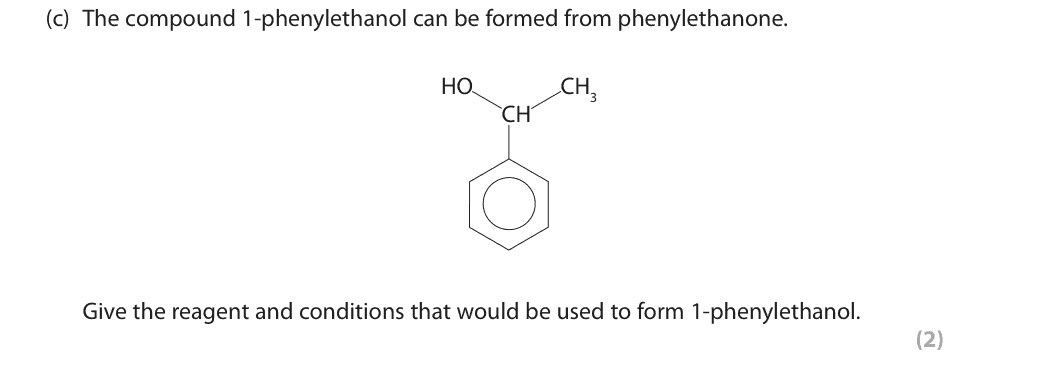 (c) The compound 1-phenylethanol can be formed from phenylethanone.
HO CH₃
CH
Give the reagent and conditions that would be used to form 1-phenylethanol.
(2)